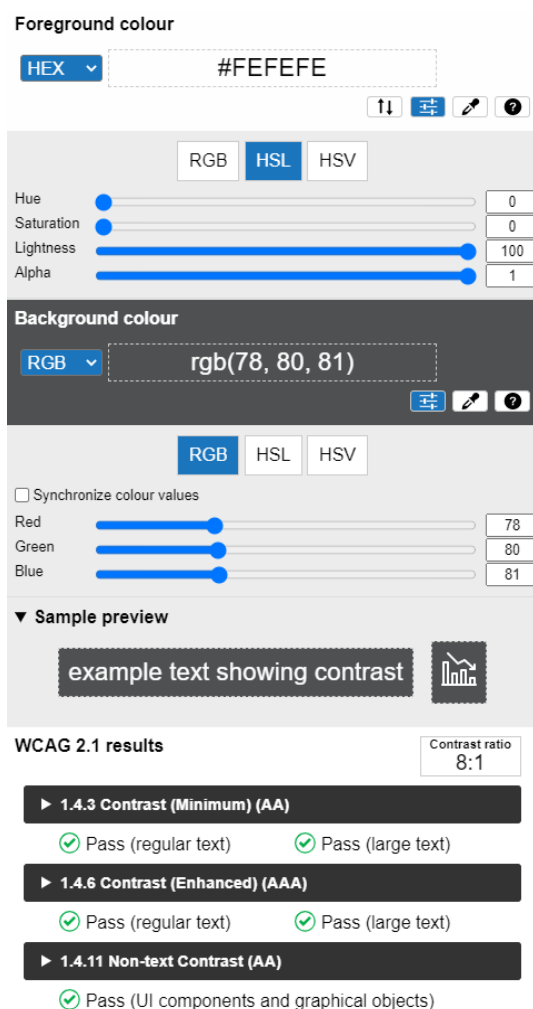 Foreground colour
HEX #FEFEFE
RGB HSL HSV
Hue 0
Saturation 0
Lightness 100
Alpha 1
Background colour
RGB rgb(78, 80, 81)
RGB HSL HSV
Synchronize colour values
Red 78
Green 80
Blue 81
▼ Sample preview
example text showing contrast
WCAG 2.1 results
Contrast ratio
8:1
▶ 1.4.3 Contrast (Minimum) (AA)
Pass (regular text) Pass (large text)
▶ 1.4.6 Contrast (Enhanced) (AAA)
Pass (regular text) Pass (large text)
▶ 1.4.11 Non-text Contrast (AA)
Pass (UI components and graphical objects)